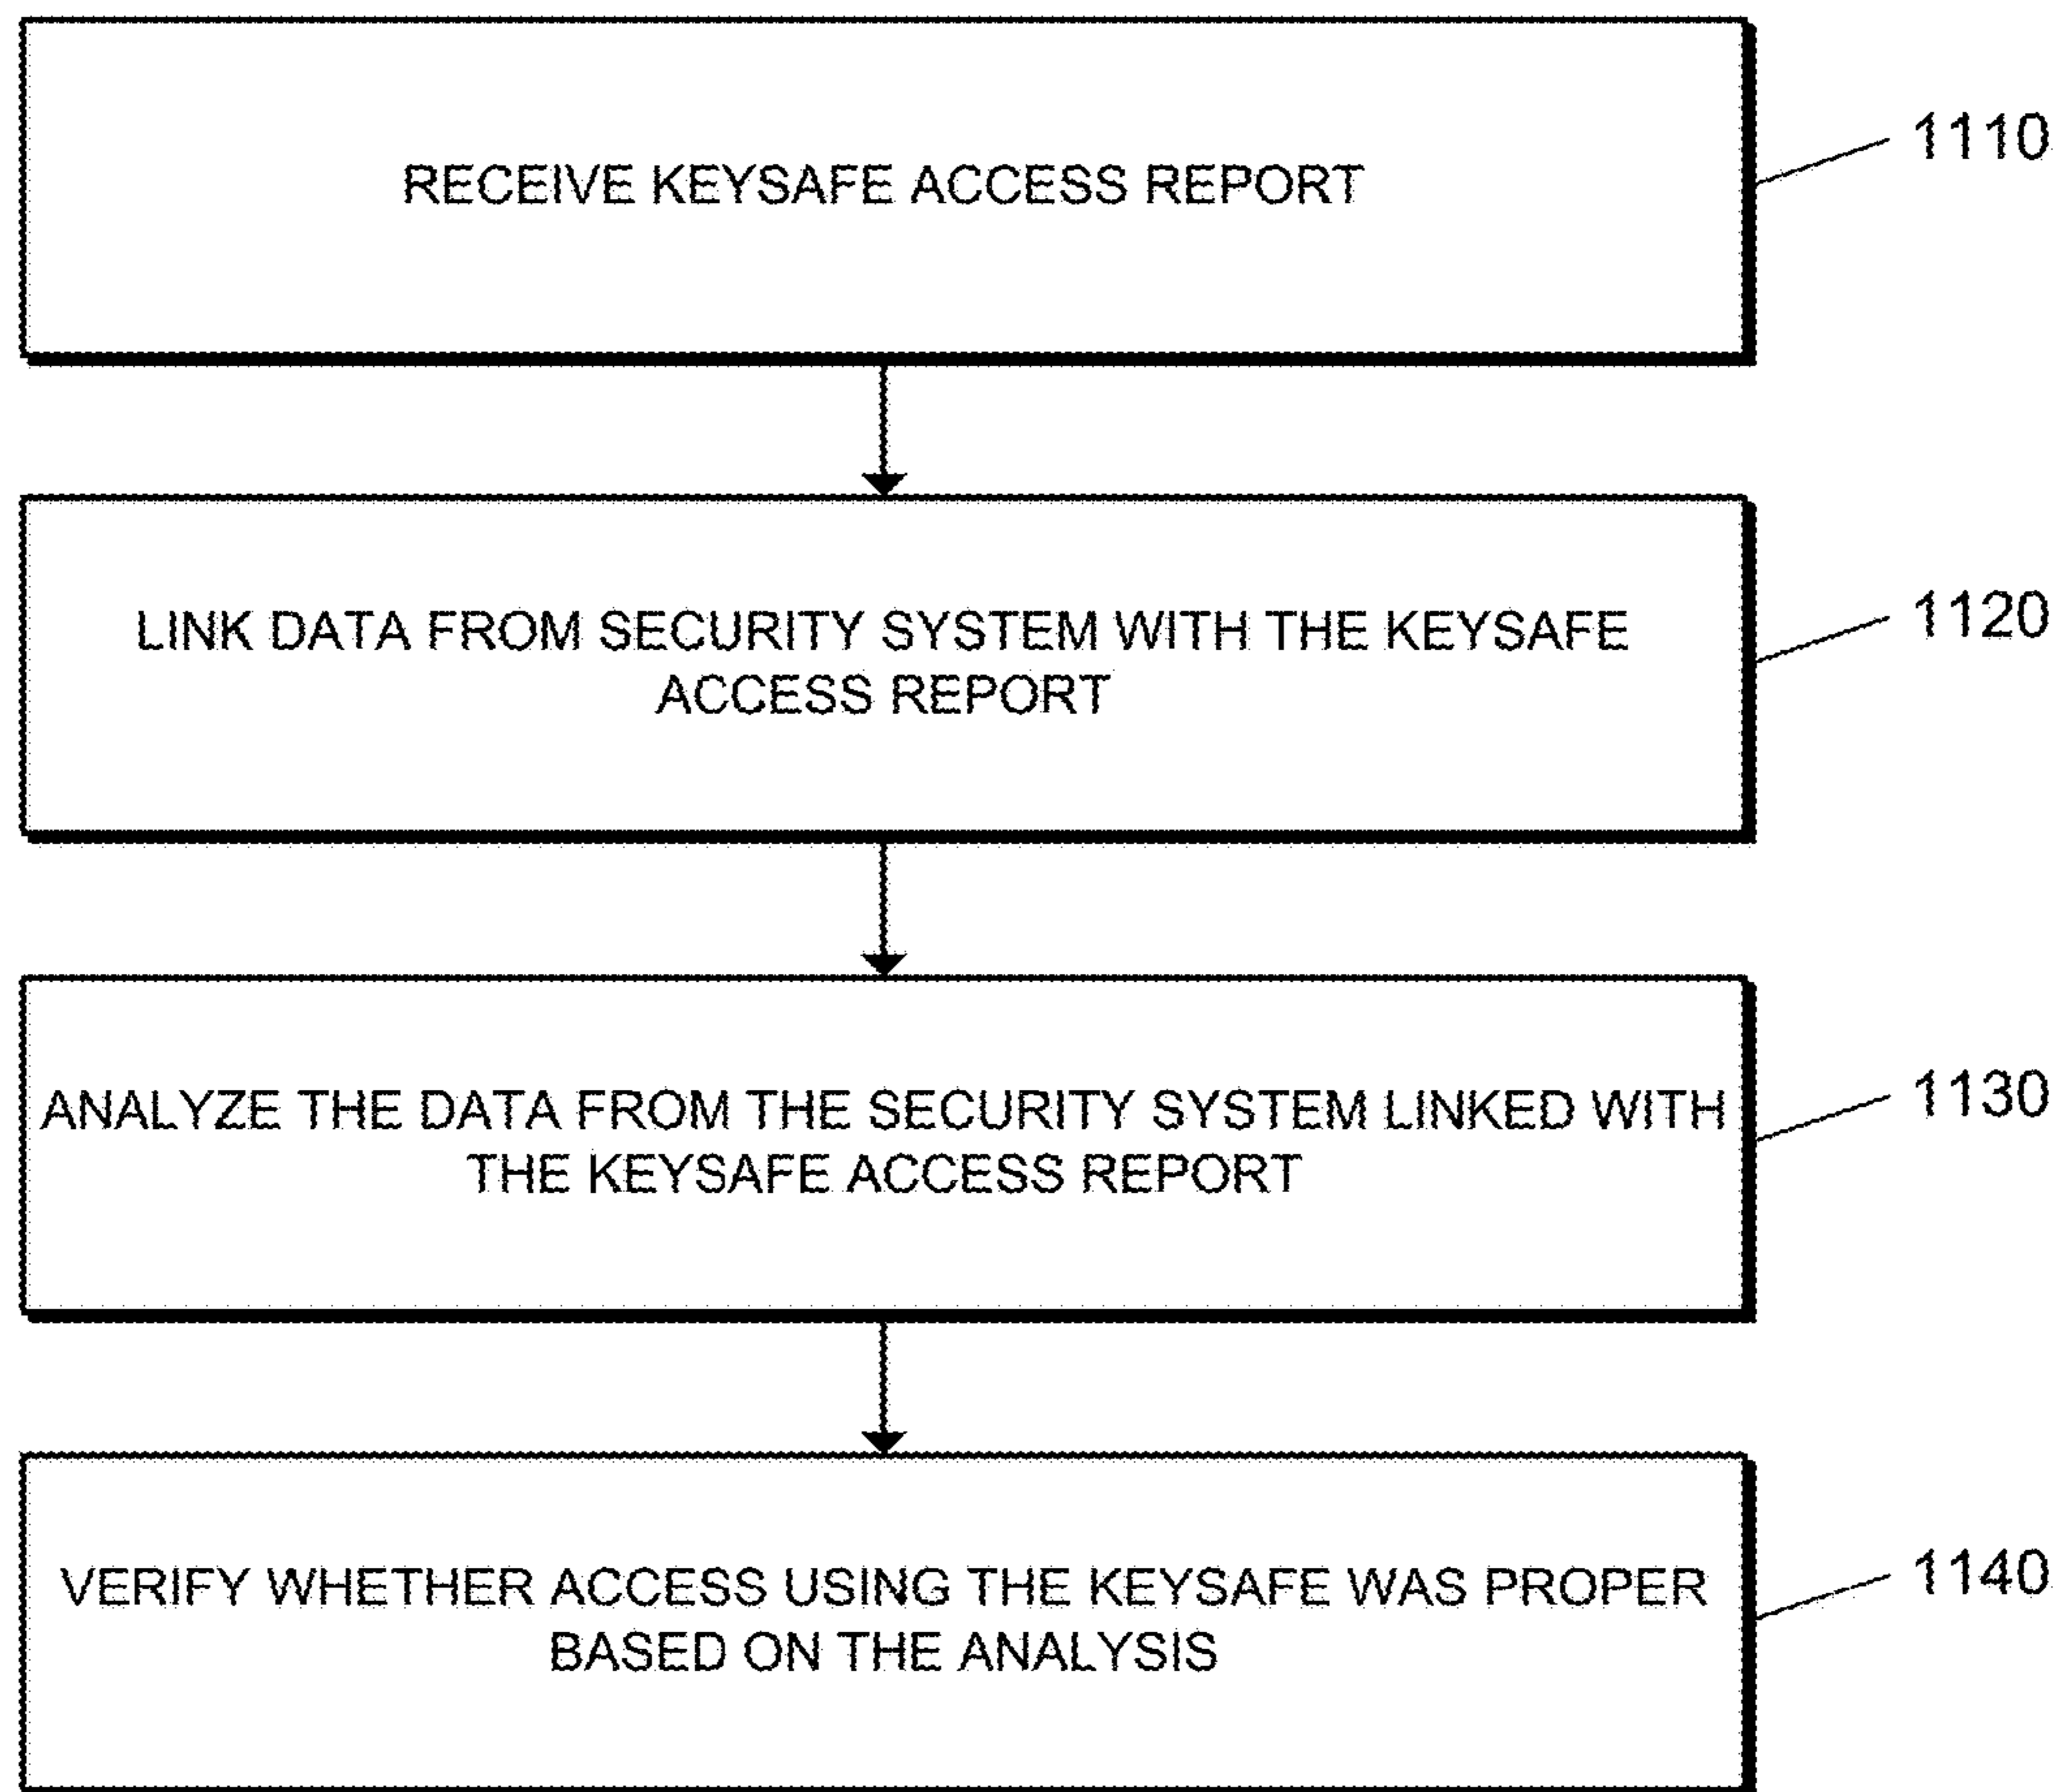 RECEIVE KEYSAFE ACCESS REPORT
1110
LINK DATA FROM SECURITY SYSTEM WITH THE KEYSAFE
ACCESS REPORT
1120
ANALYZE THE DATA FROM THE SECURITY SYSTEM LINKED WITH
THE KEYSAFE ACCESS REPORT
1130
VERIFY WHETHER ACCESS USING THE KEYSAFE WAS PROPER
BASED ON THE ANALYSIS
1140